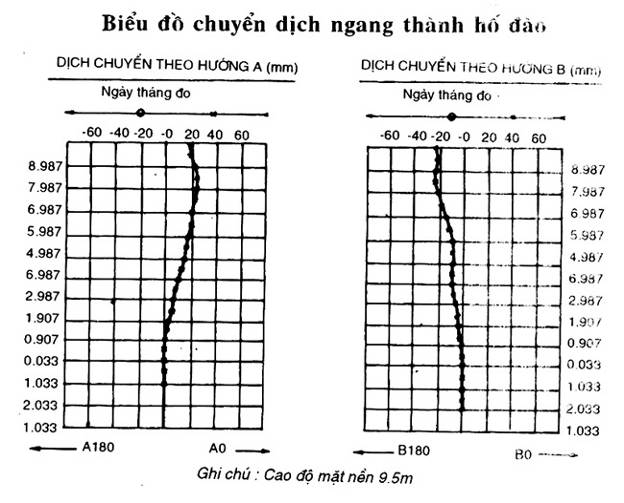 Biểu đồ chuyển dịch ngang thành hố đào
DỊCH CHUYỂN THEO HƯỚNG A (mm)
Ngày tháng đo
-60 -40 -20 -0 20 40 60
8.987
7.987
6.987
5.987
4.987
6.987
2.987
1.907
0.907
0.033
1.033
2.033
1.033
A180 A0
DỊCH CHUYỂN THEO HƯỚNG B (mm)
Ngày tháng đo
-60 -40 -20 -0 20 40 60
8.987
7.987
6.987
5.987
4.987
6.987
2.987
1.907
0.907
0.033
1.033
2.033
1.033
B180 B0
Ghi chú : Cao độ mặt nền 9.5m